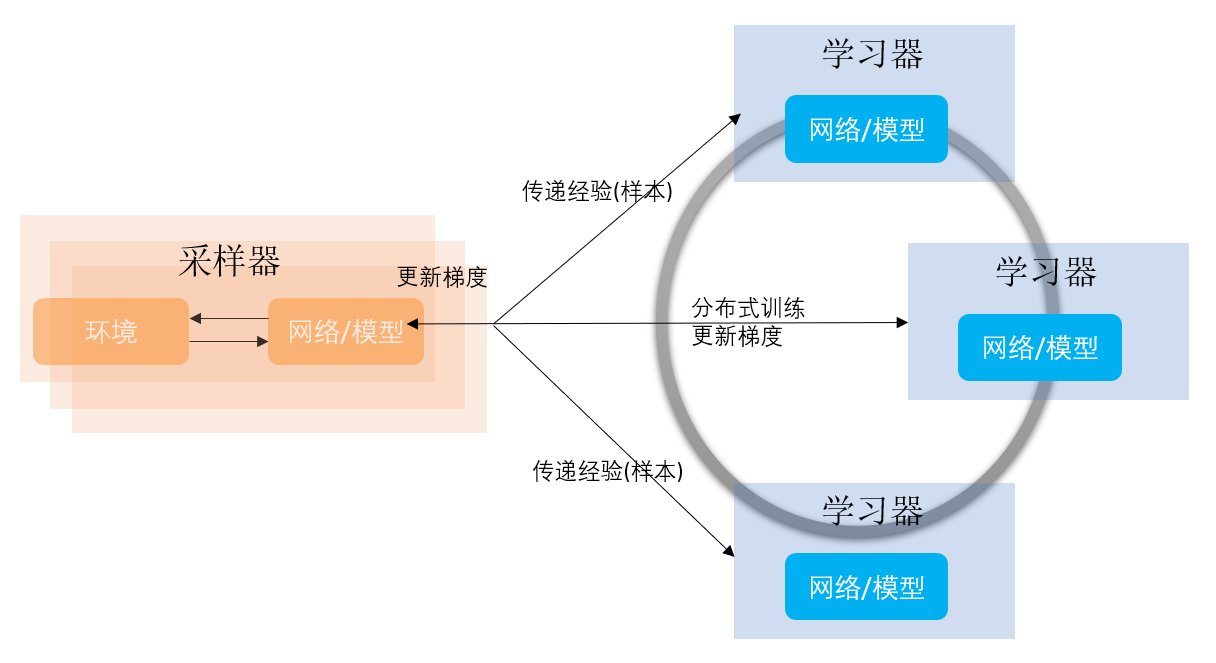 学习器
网络/模型
传递经验(样本)
采样器
更新梯度
环境
网络/模型
分布式训练
更新梯度
学习器
网络/模型
传递经验(样本)
学习器
网络/模型